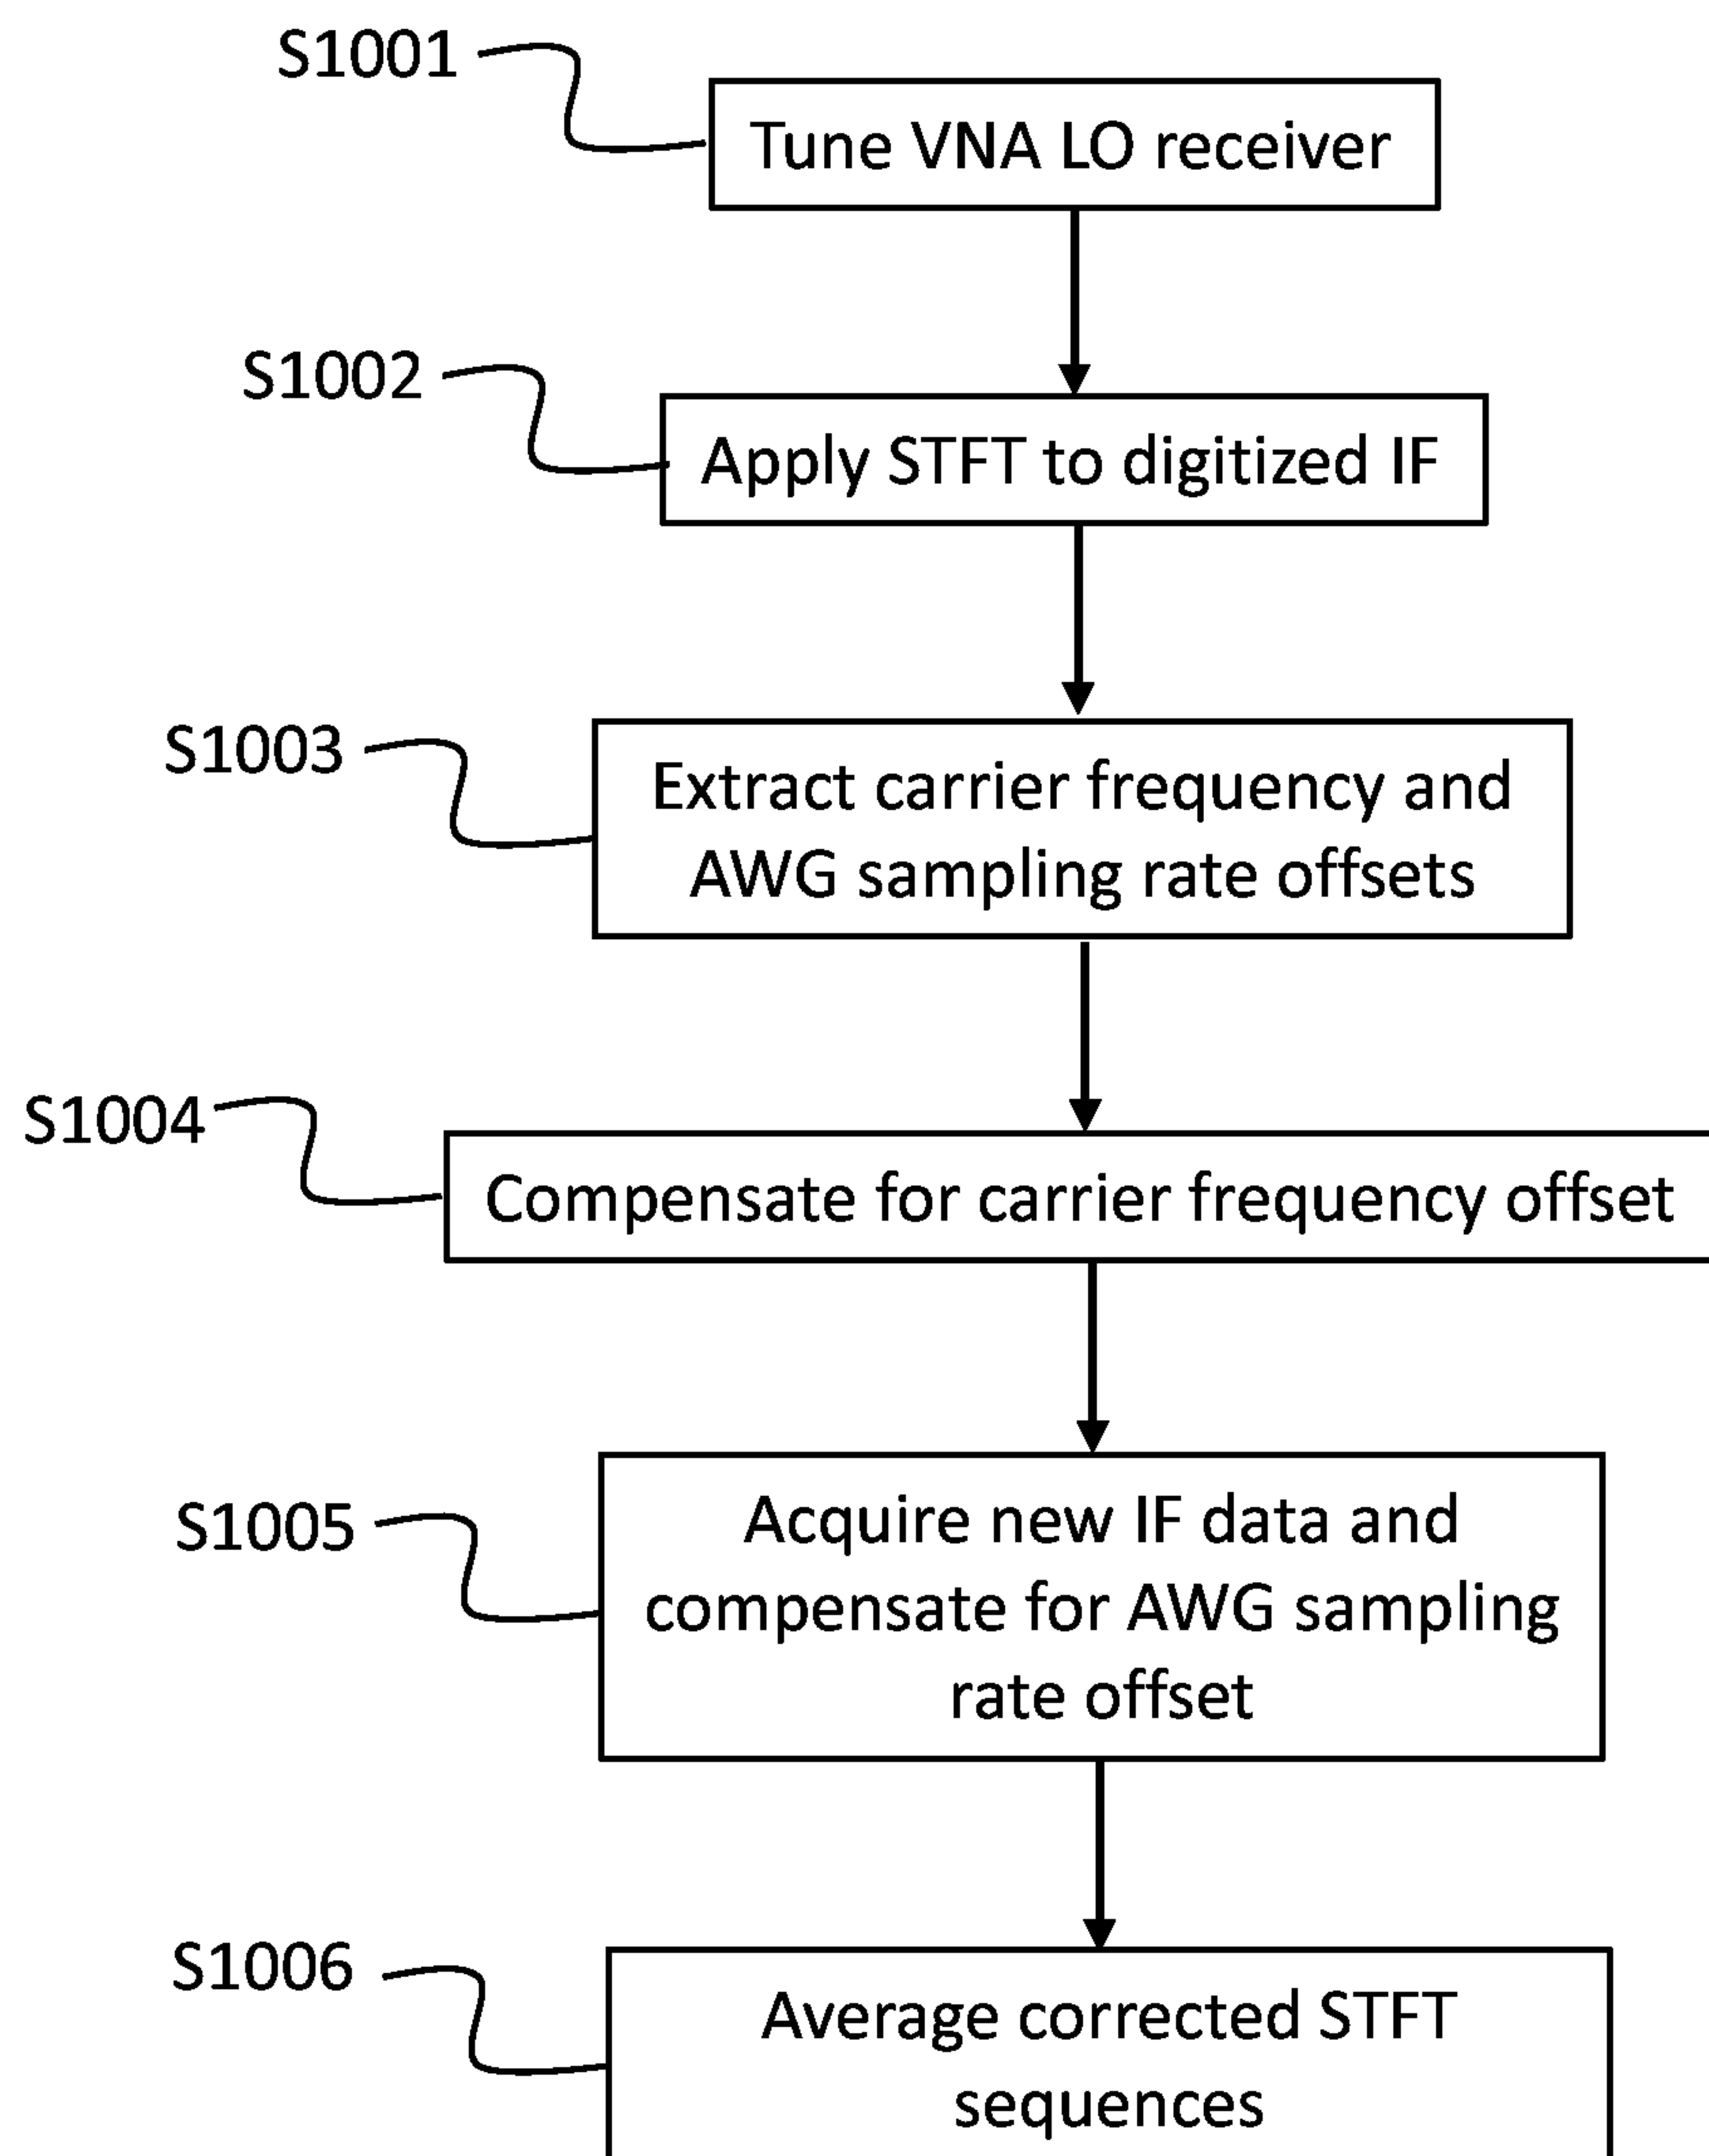 S1001
Tune VNA LO receiver
S1002
Apply STFT to digitized IF
S1003
Extract carrier frequency and
AWG sampling rate offsets
S1004
Compensate for carrier frequency offset
S1005
Acquire new IF data and
compensate for AWG sampling
rate offset
S1006
Average corrected STFT
sequences